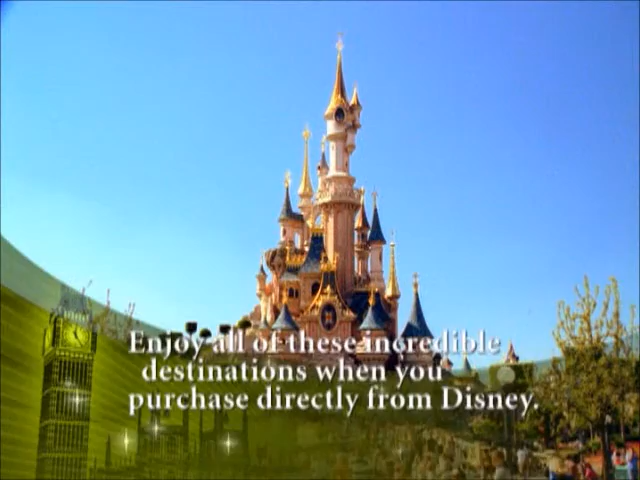 Enjoy all of these incredible
destinations when you
purchase directly from Disney.